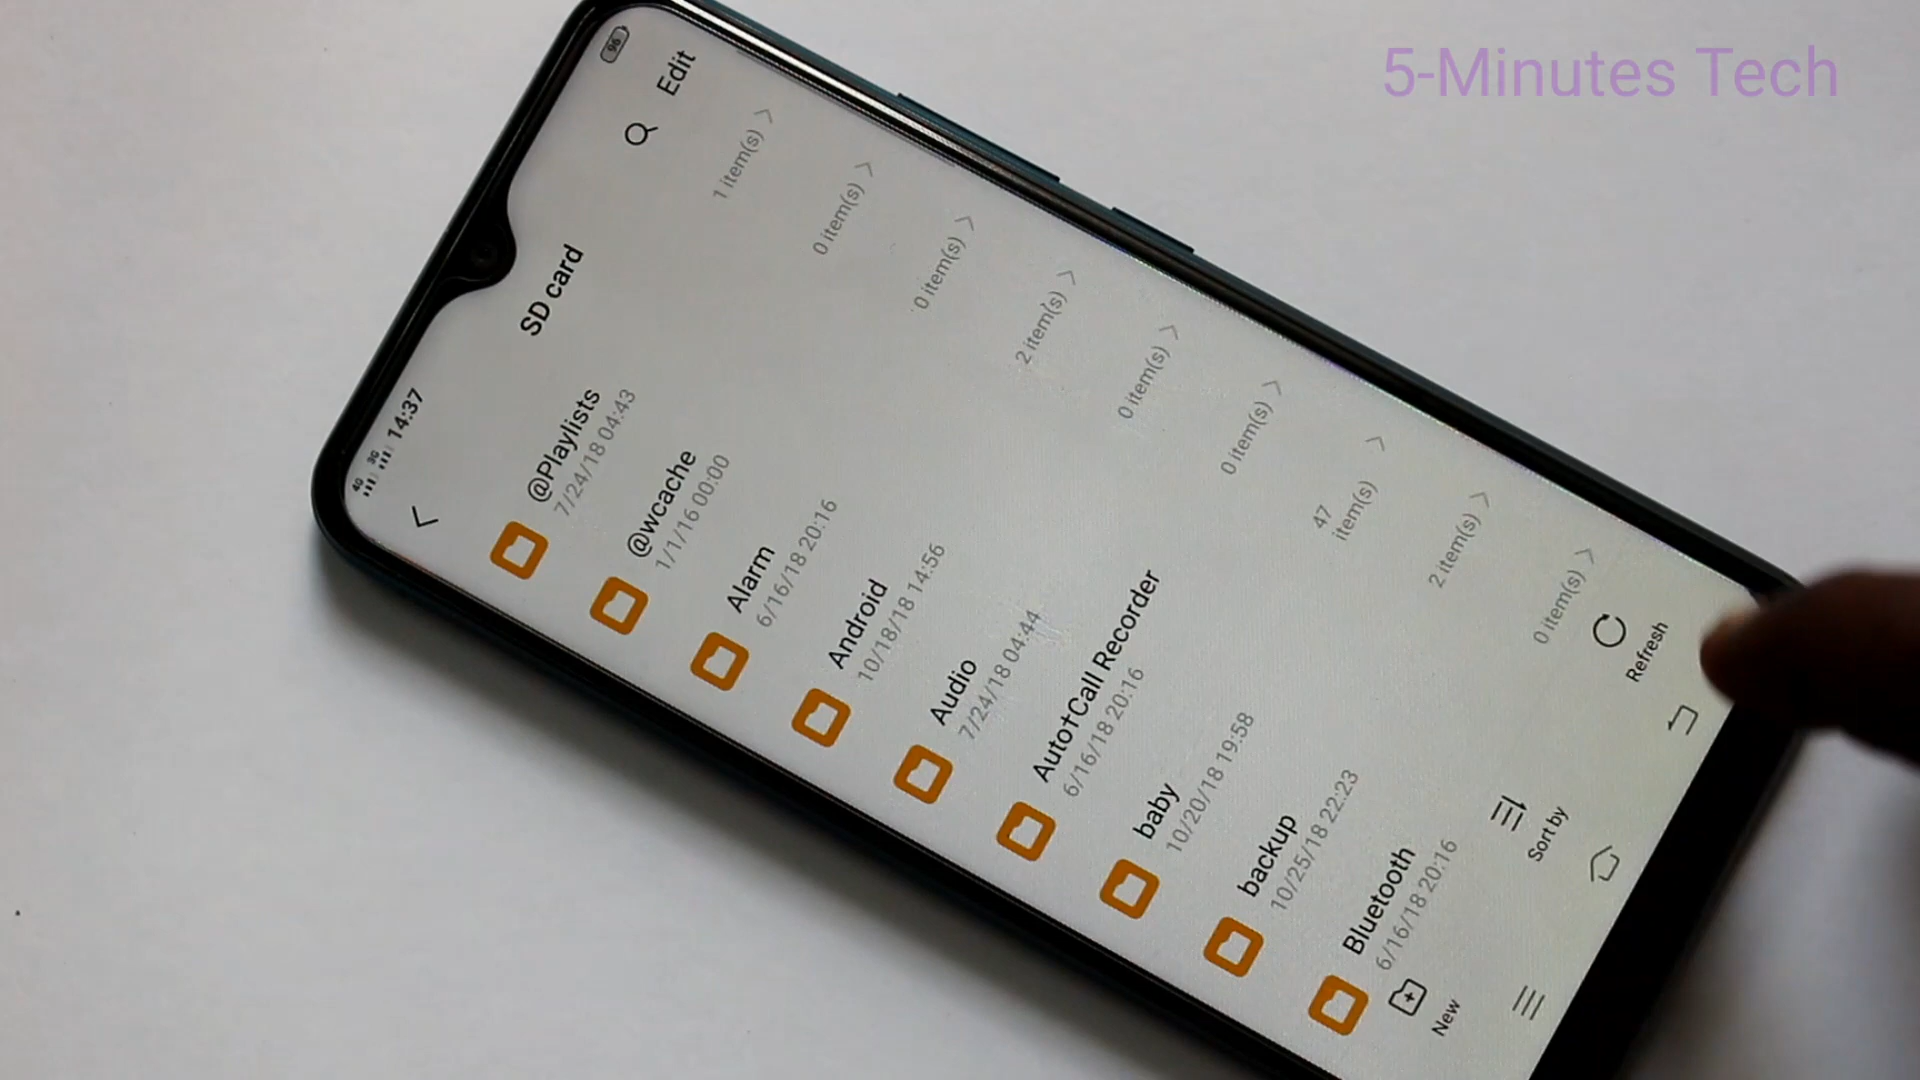 5-Minutes Tech
4G 3G 14:37 96
SD card Edit
@Playlists
7/24/18 04:43
1 item(s)
@wcache
1/1/16 00:00
0 item(s)
Alarm
6/16/18 20:16
0 item(s)
Android
10/18/18 14:56
2 item(s)
Audio
7/24/18 04:44
0 item(s)
Auto†Call Recorder
6/16/18 20:16
0 item(s)
baby
10/20/18 19:58
47
item(s)
backup
10/25/18 22:23
2 item(s)
Bluetooth
6/16/18 20:16
0 item(s)
New Sort by Refresh